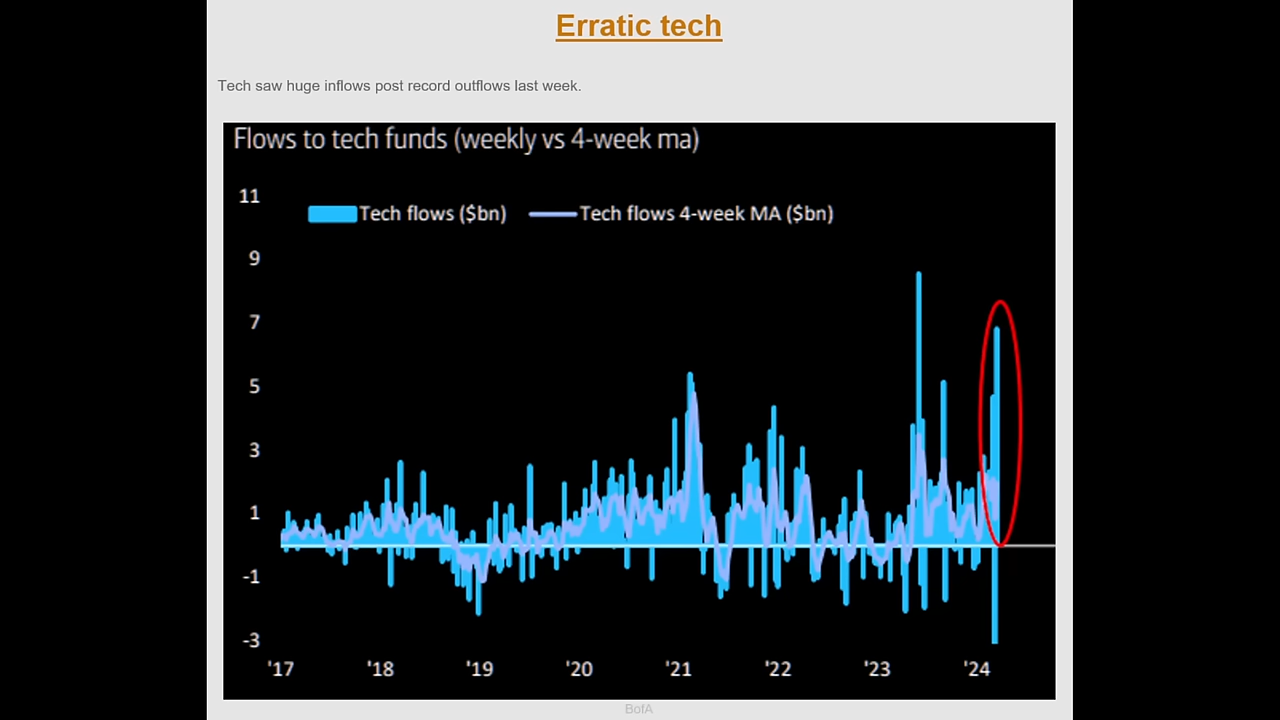 Erratic tech
Tech saw huge inflows post record outflows last week.
Flows to tech funds (weekly vs 4-week ma)
Tech flows ($bn) Tech flows 4-week MA ($bn)
11
9
7
5
3
1
-1
-3
'17 '18 '19 '20 '21 '22 '23 '24
BofA